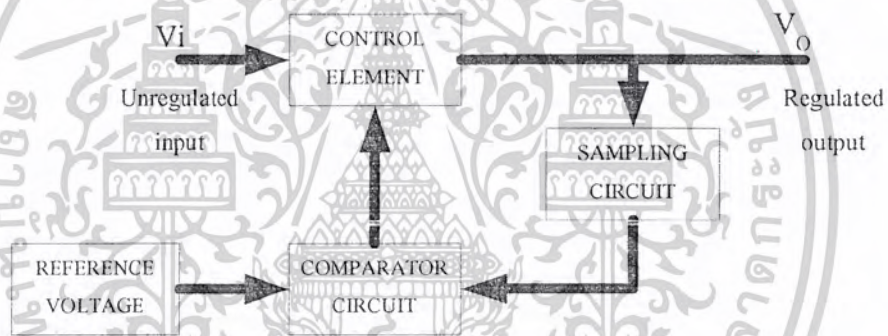 Vi
CONTROL
ELEMENT
V
O
Unregulated
input
Regulated
output
SAMPLING
CIRCUIT
REFERENCE
VOLTAGE
COMPARATOR
CIRCUIT